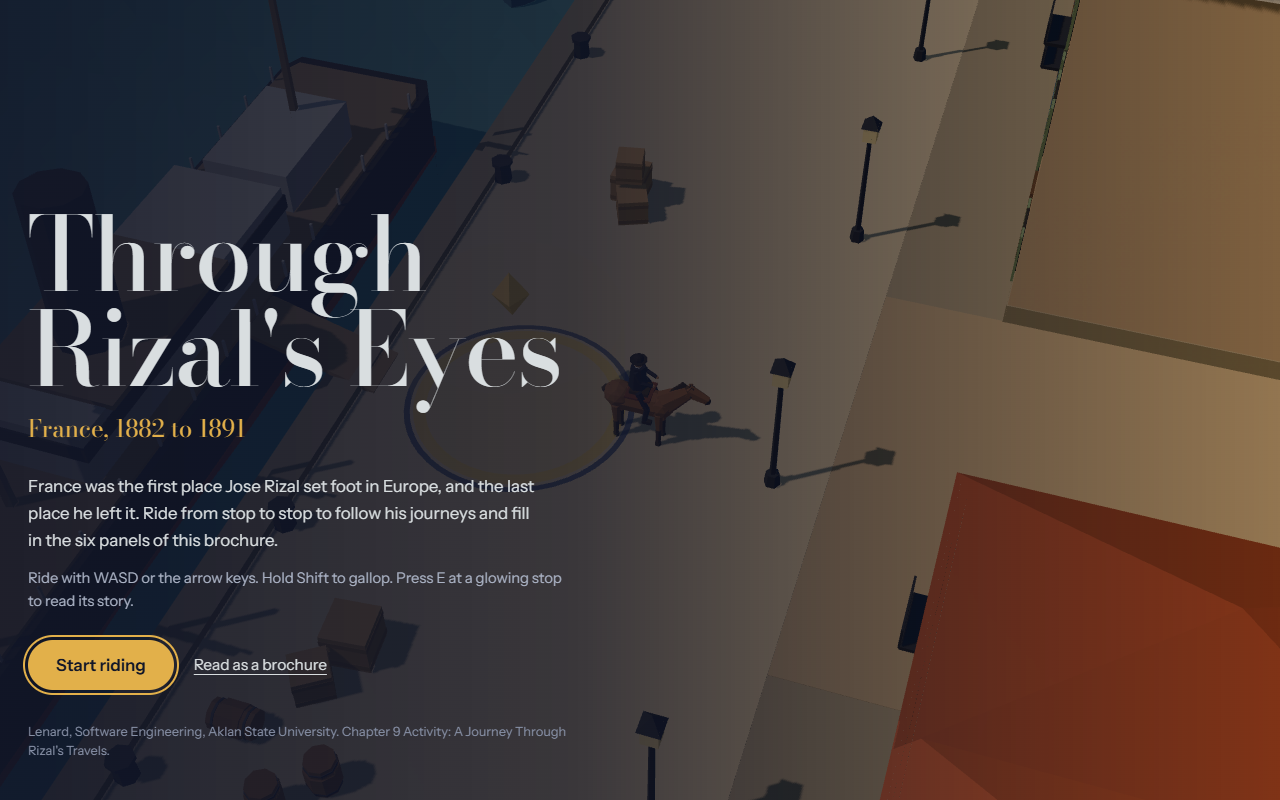 Through
Rizal's Eyes
France, 1882 to 1891
France was the first place Jose Rizal set foot in Europe, and the last
place he left it. Ride from stop to stop to follow his journeys and fill
in the six panels of this brochure.
Ride with WASD or the arrow keys. Hold Shift to gallop. Press E at a glowing stop
to read its story.
Start riding
Read as a brochure
Lenard, Software Engineering, Aklan State University. Chapter 9 Activity: A Journey Through
Rizal's Travels.